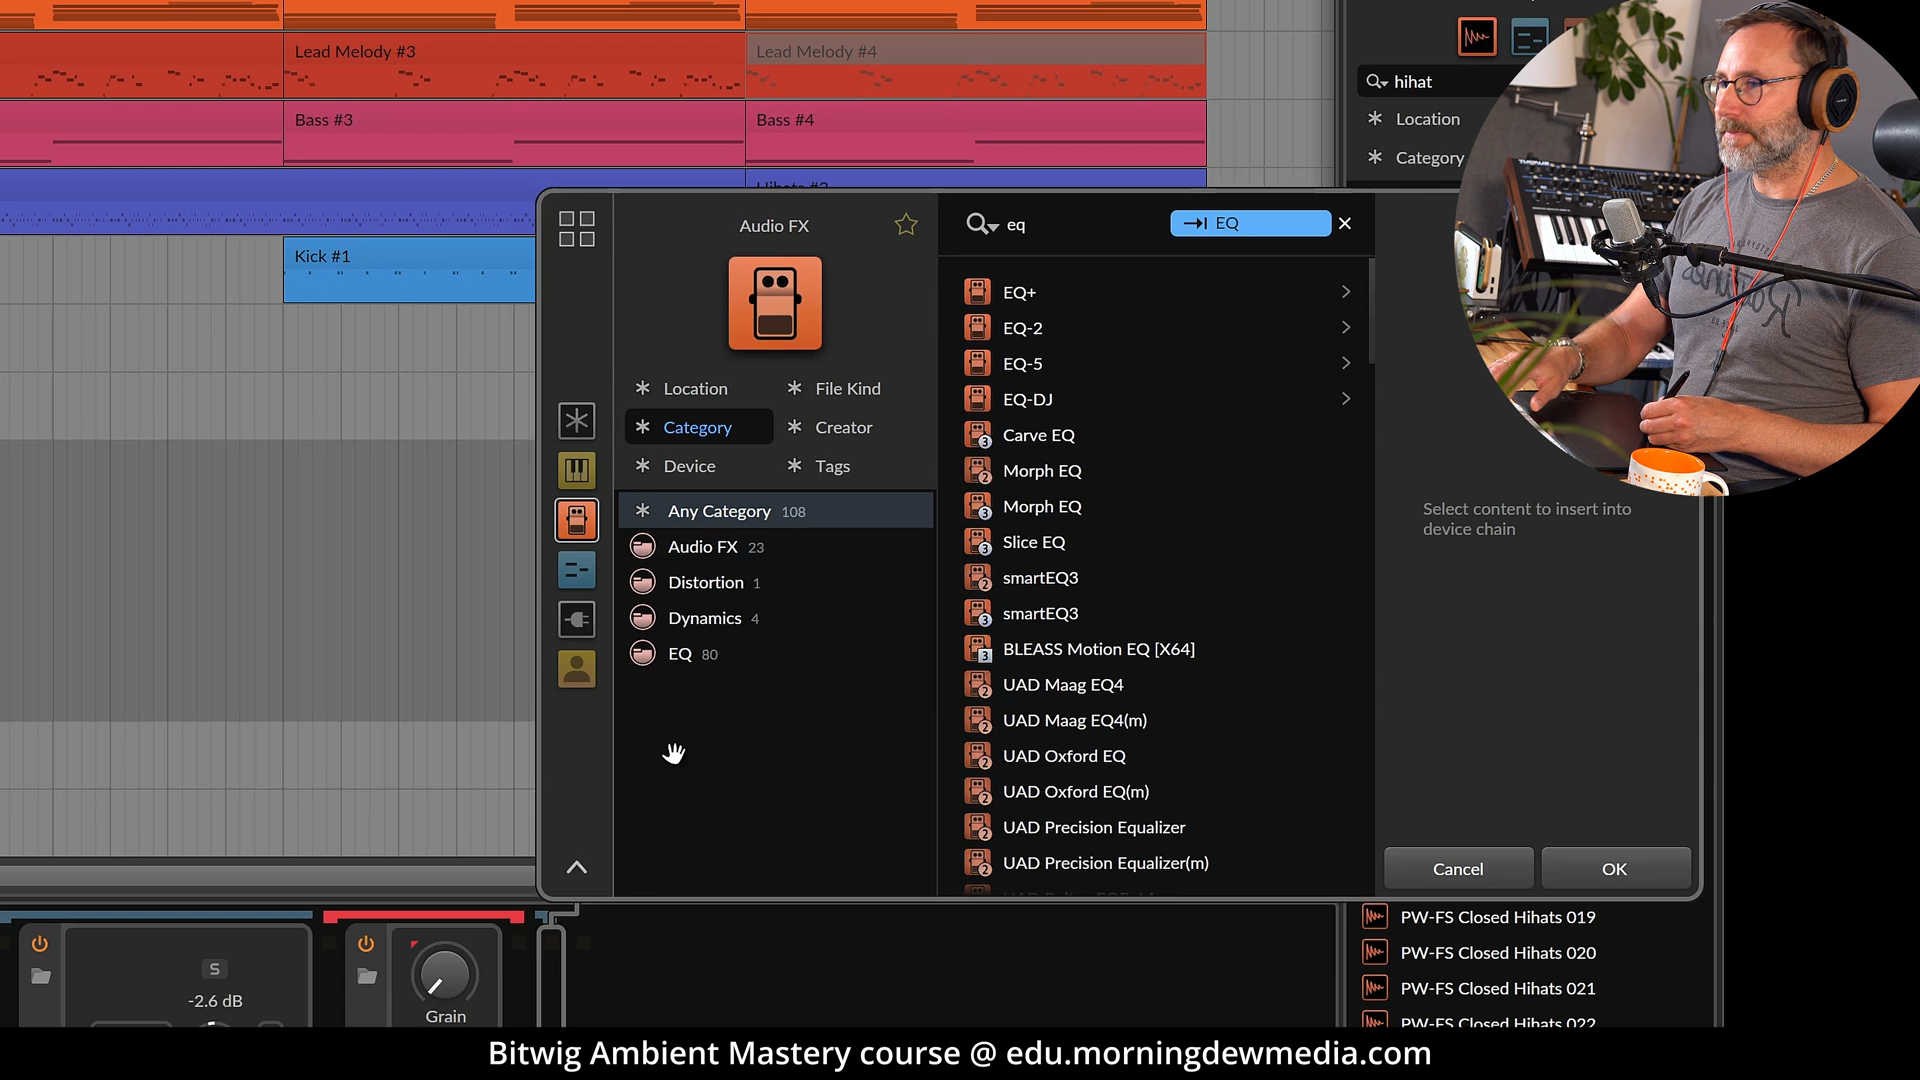 Lead Melody #3
Lead Melody #4
Bass #3
Bass #4
Kick #1
hihat
Location
Category
Audio FX
eq
EQ
Location
File Kind
Category
Creator
Device
Tags
Any Category 108
Audio FX 23
Distortion 1
Dynamics 4
EQ 80
EQ+
EQ-2
EQ-5
EQ-DJ
Carve EQ
Morph EQ
Morph EQ
Slice EQ
smartEQ3
smartEQ3
BLEASS Motion EQ [X64]
UAD Maag EQ4
UAD Maag EQ4(m)
UAD Oxford EQ
UAD Oxford EQ(m)
UAD Precision Equalizer
UAD Precision Equalizer(m)
Select content to insert into
device chain
Cancel
OK
PW-FS Closed Hihats 019
PW-FS Closed Hihats 020
PW-FS Closed Hihats 021
PW-FS Closed Hihats 022
S
-2.6 dB
Grain
Bitwig Ambient Mastery course @ edu.morningdewmedia.com